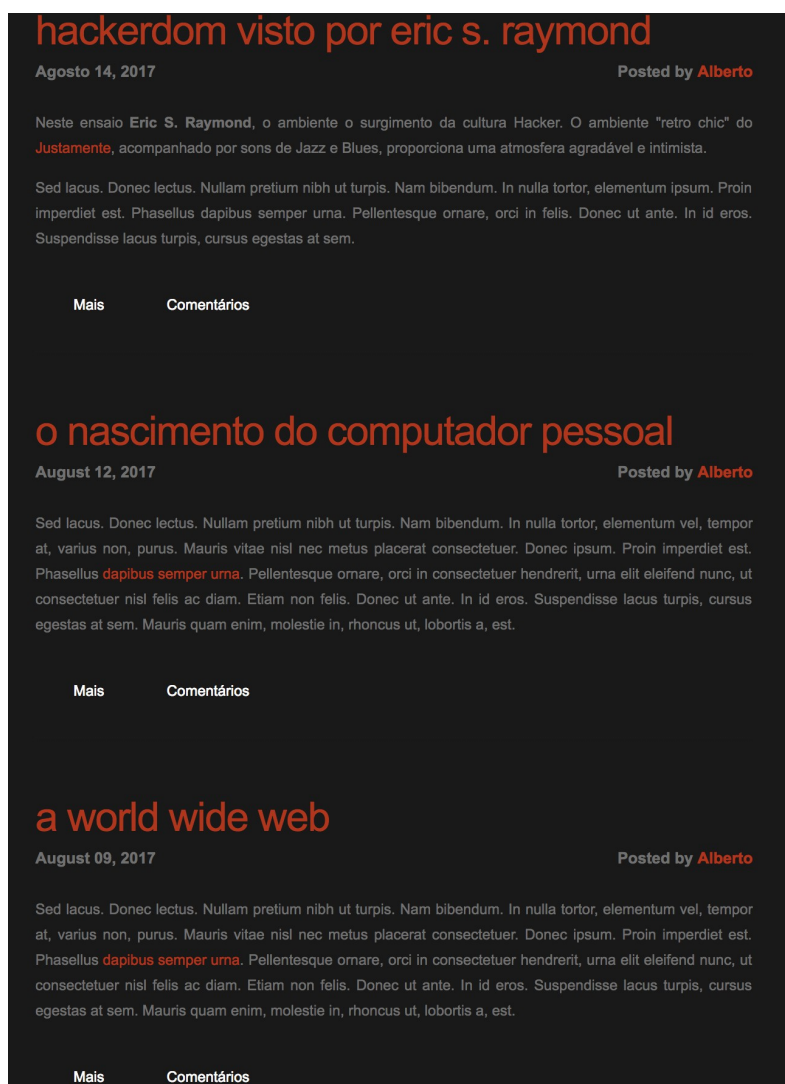 hackerdom visto por eric s. raymond
Agosto 14, 2017 Posted by Alberto
Neste ensaio Eric S. Raymond, o ambiente o surgimento da cultura Hacker. O ambiente "retro chic" do
Justamente, acompanhado por sons de Jazz e Blues, proporciona uma atmosfera agradável e intimista.
Sed lacus. Donec lectus. Nullam pretium nibh ut turpis. Nam bibendum. In nulla tortor, elementum ipsum. Proin
imperdiet est. Phasellus dapibus semper urna. Pellentesque ornare, orci in felis. Donec ut ante. In id eros.
Suspendisse lacus turpis, cursus egestas at sem.
Mais Comentários
o nascimento do computador pessoal
August 12, 2017 Posted by Alberto
Sed lacus. Donec lectus. Nullam pretium nibh ut turpis. Nam bibendum. In nulla tortor, elementum vel, tempor
at, varius non, purus. Mauris vitae nisl nec metus placerat consectetuer. Donec ipsum. Proin imperdiet est.
Phasellus dapibus semper urna. Pellentesque ornare, orci in consectetuer hendrerit, urna elit eleifend nunc, ut
consectetuer nisl felis ac diam. Etiam non felis. Donec ut ante. In id eros. Suspendisse lacus turpis, cursus
egestas at sem. Mauris quam enim, molestie in, rhoncus ut, lobortis a, est.
Mais Comentários
a world wide web
August 09, 2017 Posted by Alberto
Sed lacus. Donec lectus. Nullam pretium nibh ut turpis. Nam bibendum. In nulla tortor, elementum vel, tempor
at, varius non, purus. Mauris vitae nisl nec metus placerat consectetuer. Donec ipsum. Proin imperdiet est.
Phasellus dapibus semper urna. Pellentesque ornare, orci in consectetuer hendrerit, urna elit eleifend nunc, ut
consectetuer nisl felis ac diam. Etiam non felis. Donec ut ante. In id eros. Suspendisse lacus turpis, cursus
egestas at sem. Mauris quam enim, molestie in, rhoncus ut, lobortis a, est.
Mais Comentários